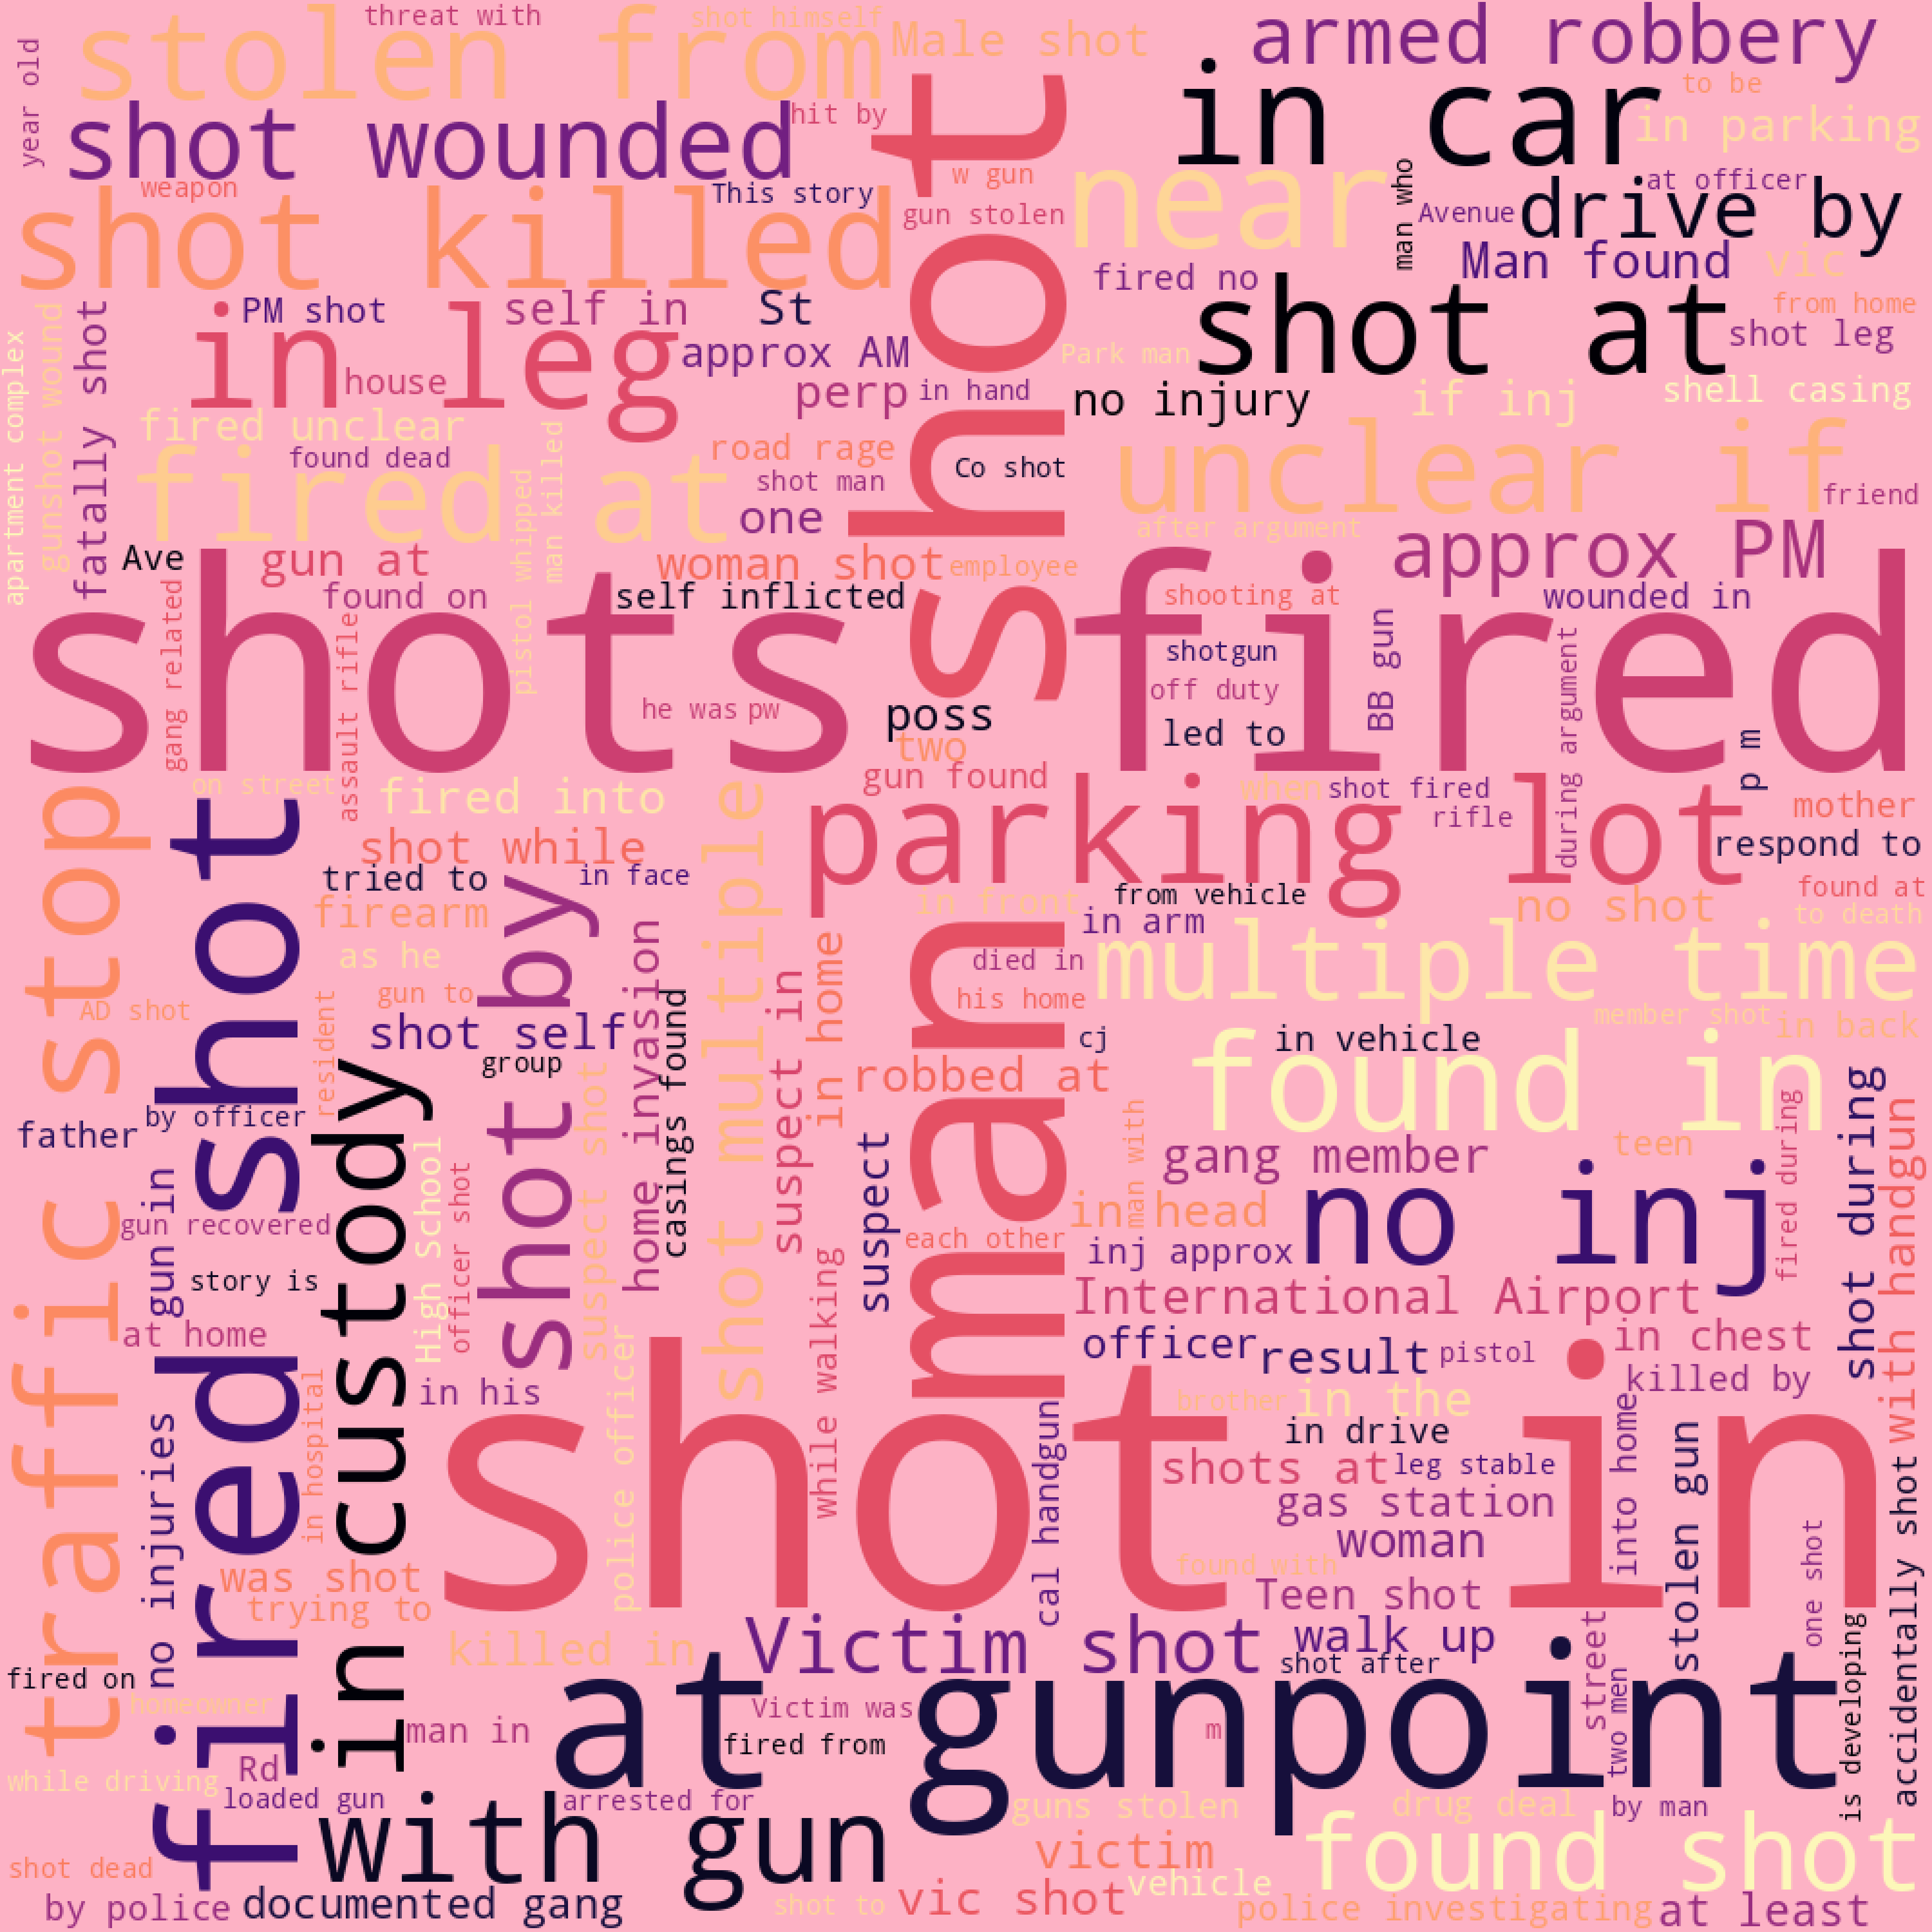 threat with
shot himself
stolen from
Male shot
armed robbery
year old
in car
to be
shot wounded
hit by
in parking
man shot
weapon
This story
w gun
near
man who
at officer
shot killed
gun stolen
Avenue
drive by
Man found
vic
fired no
PM shot
self in
St
shot at
from home
in leg
approx AM
Park man
shot leg
house
perp
in hand
no injury
if inj
shell casing
apartment complex
gunshot wound
fatally shot
fired unclear
found dead
man killed
road rage
Co shot
unclear if
fired at
pistol whipped
shot man
friend
one
after argument
approx PM
Ave
gun at
woman shot
employee
found on
self inflicted
shooting at
wounded in
shots fired
gang related
assault rifle
shotgun
BB gun
during argument
he was
pw
off duty
poss
led to
two
p m
on street
fired into
gun found
when
shot fired
mother
traffic stop
fired shot
shot while
shot multiple
parking lot
rifle
respond to
tried to
in face
from vehicle
found at
firearm
shot by
in front
in arm
no shot
to death
as he
home invasion
in home
died in
multiple time
AD shot
gun to
casings found
suspect in
his home
member shot
in back
resident
shot self
cj
in vehicle
group
robbed at
found in
father
by officer
in custody
suspect shot
suspect
man with
gang member
teen
fired during
shot during
with handgun
gun in
High School
officer shot
in head
no inj
gun recovered
each other
inj approx
story is
while walking
International Airport
at home
police officer
officer
result
pistol
in chest
in hospital
in his
shot in
brother
in the
killed by
no injuries
cal handgun
in drive
into home
stolen gun
accidentally shot
shots at
leg stable
gas station
woman
one shot
was shot
found with
trying to
Teen shot
killed in
Victim shot
walk up
street
is developing
fired on
at gunpoint
shot after
two men
homeowner
man in
Victim was
m
fired from
while driving
Rd
loaded gun
arrested for
guns stolen
drug deal
by man
with gun
victim
found shot
shot dead
vehicle
by police
documented gang
shot to
vic shot
police investigating
at least